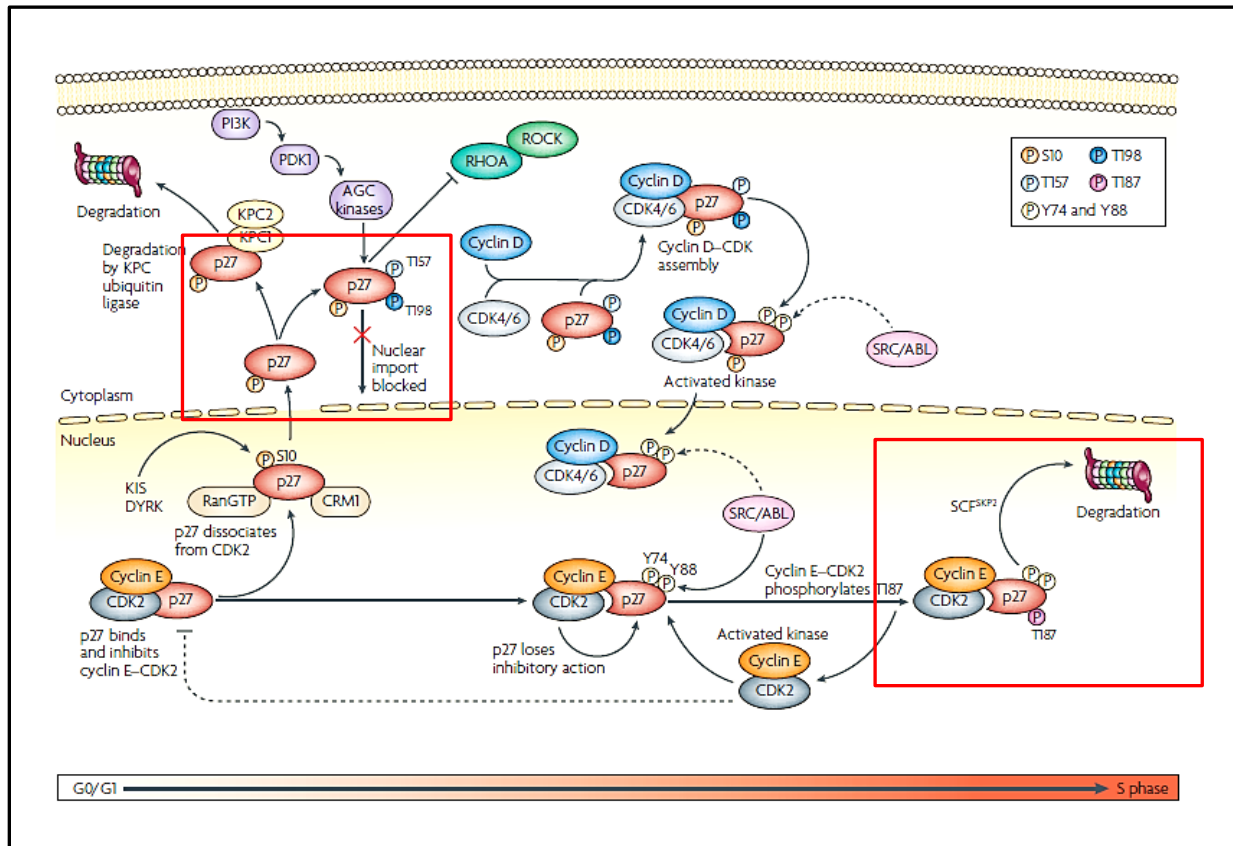 PI3K
PDK1
AGC
kinases
RHOA
ROCK
Degradation
KPC2
KPC1
Degradation
by KPC
ubiquitin
ligase
p27
P
p27
P
T157
P
T198
P
p27
P
Nuclear
import
blocked
Cyclin D
CDK4/6
p27
P
P
P
Cyclin D
CDK4/6
p27
P
P
P
Cyclin D–CDK
assembly
Cyclin D
CDK4/6
p27
P
P
P
Activated kinase
SRC/ABL
P S10
P T198
P T157
P T187
P Y74 and Y88
Cytoplasm
Nucleus
P S10
p27
RanGTP
CRM1
KIS
DYRK
p27 dissociates
from CDK2
Cyclin E
CDK2
p27
p27 binds
and inhibits
cyclin E–CDK2
Cyclin D
CDK4/6
p27
P
P
SRC/ABL
Y74
Y88
P
P
Cyclin E
CDK2
p27
p27 loses
inhibitory action
Cyclin E–CDK2
phosphorylates T187
Activated kinase
Cyclin E
CDK2
SCFSKP2
Degradation
Cyclin E
CDK2
p27
P
P
P
T187
G0/G1
S phase